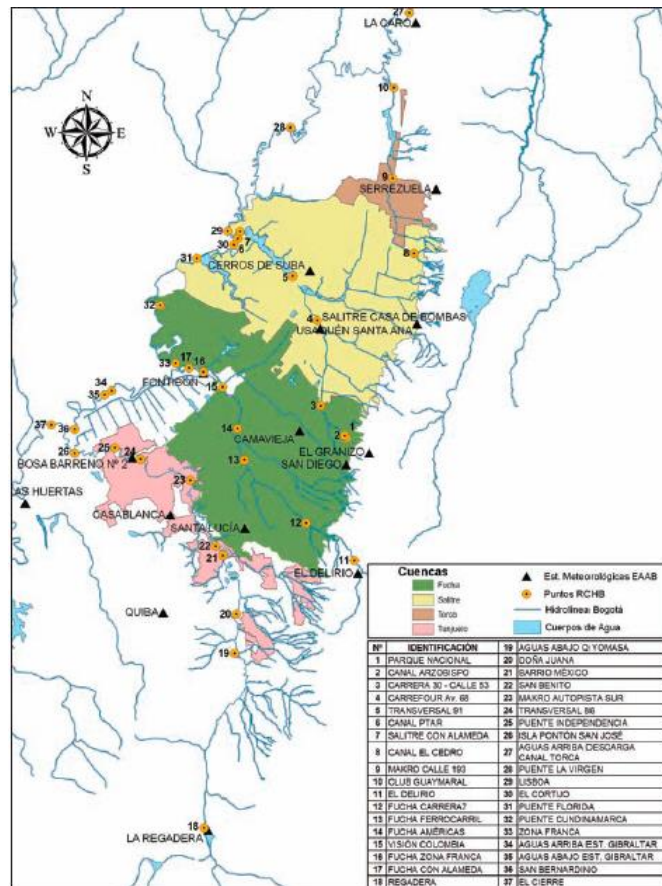 27
LA CARO
10
N
W E
S
28
9
SERREZUELA
29
7
30
6
8
31
CERROS DE SUBA
5
32
4
SALITRE CASA DE BOMBAS
USAQUÉN SANTA ANA
33
17
16
FONTIBÓN
15
34
35
3
37
36
14
CAMAVIEJA
1
2
EL GRANIZO
26
25
24
BOSA BARRENO Nº 2
13
SAN DIEGO
23
AS HUERTAS
CASABLANCA
SANTA LUCÍA
12
22
21
11
EL DELIRIO
QUIBA
20
19
18
LA REGADERA
Cuencas
Fucha
Salitre
Torca
Tunjuelo
Est. Meteorológicas EAAB
Puntos RCHB
Hidrolinea Bogotá
Cuerpos de Agua
Nº IDENTIFICACIÓN 19 AGUAS ABAJO Q/ YOMASA
1 PARQUE NACIONAL 20 DOÑA JUANA
2 CANAL ARZOBISPO 21 BARRIO MÉXICO
3 CARRERA 30 - CALLE 53 22 SAN BENITO
4 CARREFOUR Av. 68 23 MAKRO AUTOPISTA SUR
5 TRANSVERSAL 91 24 TRANSVERSAL 86
6 CANAL PTAR 25 PUENTE INDEPENDENCIA
7 SALITRE CON ALAMEDA 26 ISLA PONTÓN SAN JOSÉ
8 CANAL EL CEDRO 27 AGUAS ARRIBA DESCARGA CANAL TORCA
9 MAKRO CALLE 193 28 PUENTE LA VIRGEN
10 CLUB GUAYMARAL 29 LISBOA
11 EL DELIRIO 30 EL CORTIJO
12 FUCHA CARRERA7 31 PUENTE FLORIDA
13 FUCHA FERROCARRIL 32 PUENTE CUNDINAMARCA
14 FUCHA AMÉRICAS 33 ZONA FRANCA
15 VISIÓN COLOMBIA 34 AGUAS ARRIBA EST. GIBRALTAR
16 FUCHA ZONA FRANCA 35 AGUAS ABAJO EST. GIBRALTAR
17 FUCHA CON ALAMEDA 36 SAN BERNARDINO
18 REGADERA 37 EL CIERRE